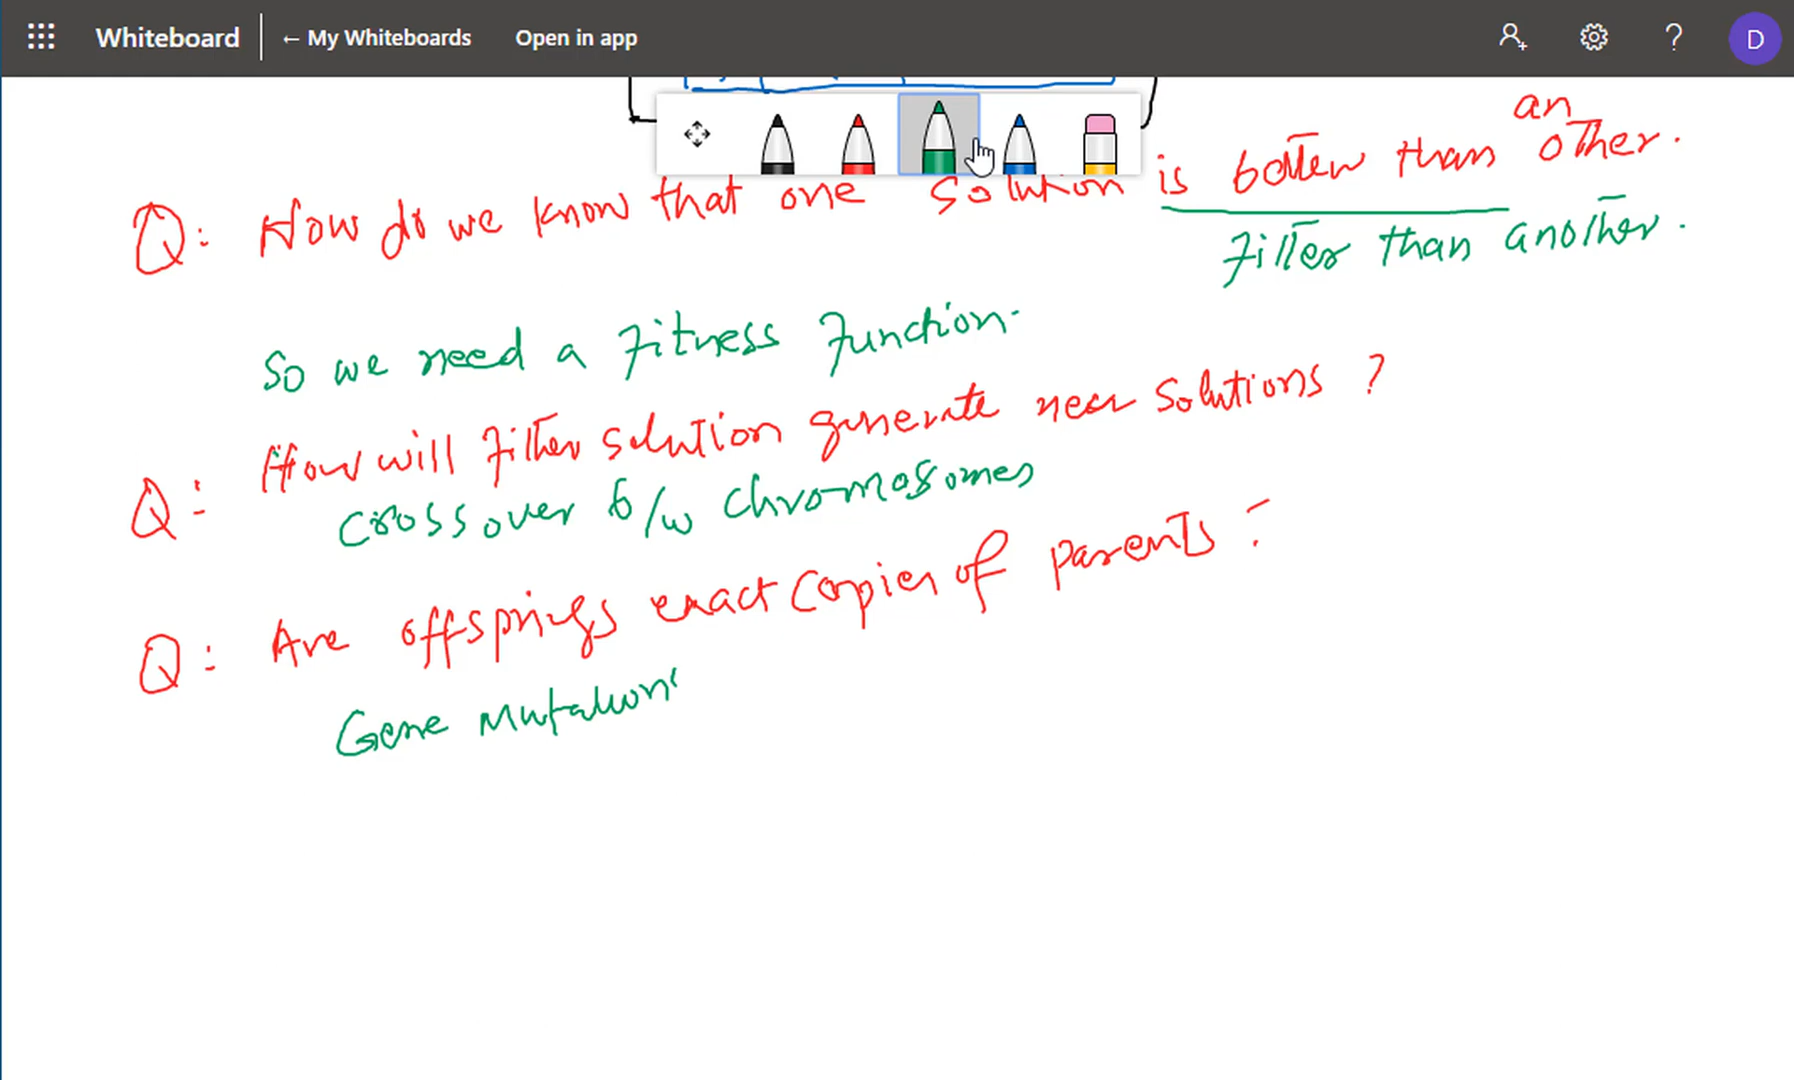 Whiteboard ← My Whiteboards Open in app ? D
an
Q: How do we know that one solution is better than other.
Fitter than another.
So we need a Fitness Function.
Q: How will Fitter solution generate new solutions ?
Crossover b/w chromosomes
Q: Are offsprings exact copies of parents ?
Gene Mutation